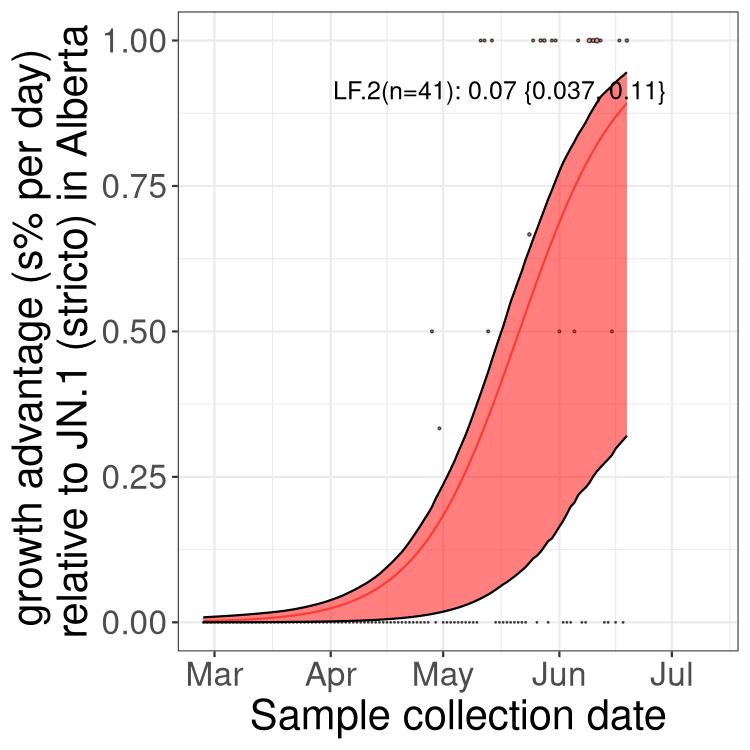 growth advantage (s% per day)
relative to JN.1 (stricto) in Alberta
1.00
0.75
0.50
0.25
0.00
LF.2(n=41): 0.07 {0.037, 0.11}
Mar Apr May Jun Jul
Sample collection date